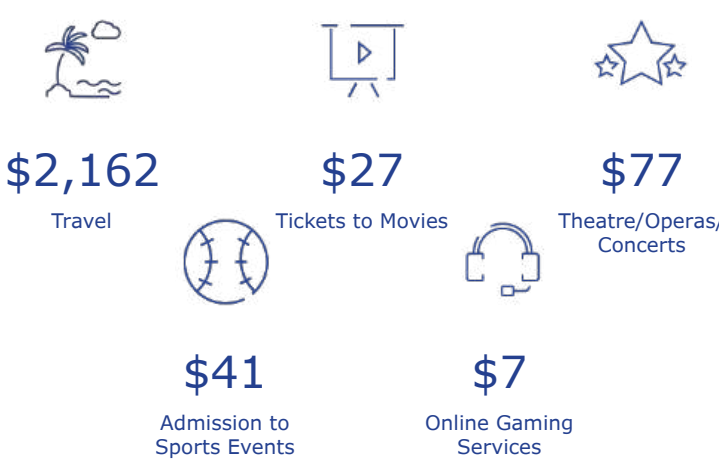 $2,162
Travel
$27
Tickets to Movies
$77
Theatre/Operas/
Concerts
$41
Admission to
Sports Events
$7
Online Gaming
Services